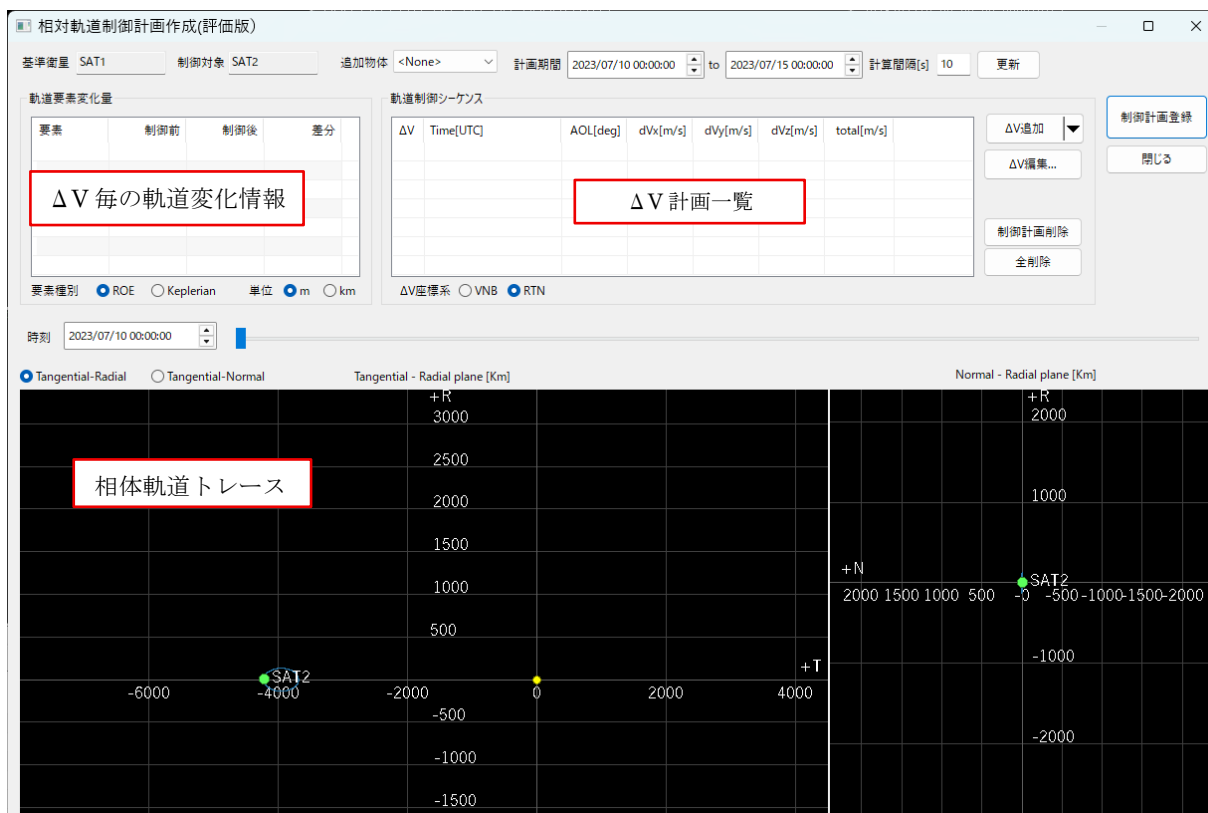 相対軌道制御計画作成(評価版)
基準衛星 SAT1 制御対象 SAT2 追加物体 <None> 計画期間 2023/07/10 00:00:00 to 2023/07/15 00:00:00 計算間隔[s] 10 更新
軌道要素変化量
要素 制御前 制御後 差分
ΔV毎の軌道変化情報
要素種別 ROE Keplerian 単位 m km
軌道制御シーケンス
ΔV Time[UTC] AOL[deg] dVx[m/s] dVy[m/s] dVz[m/s] total[m/s]
ΔV計画一覧
ΔV座標系 VNB RTN
ΔV追加
ΔV編集...
制御計画削除
全削除
制御計画登録
閉じる
時刻 2023/07/10 00:00:00
Tangential-Radial Tangential-Normal Tangential - Radial plane [Km]
+R
3000
2500
相体軌道トレース
2000
1500
1000
500
+T
SAT2
-6000 -4000 -2000 0 2000 4000
-500
-1000
-1500
Normal - Radial plane [Km]
+R
2000
1000
+N
SAT2
2000 1500 1000 500 -0 -500 -1000 -1500 -2000
-1000
-2000